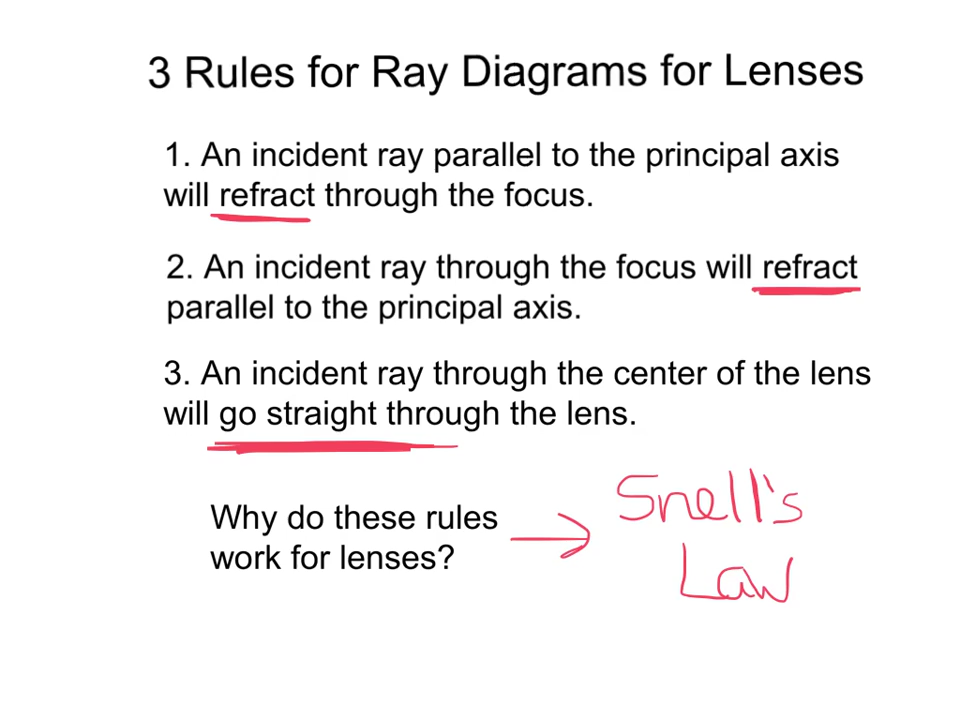 3 Rules for Ray Diagrams for Lenses
1. An incident ray parallel to the principal axis
will refract through the focus.
2. An incident ray through the focus will refract
parallel to the principal axis.
3. An incident ray through the center of the lens
will go straight through the lens.
Why do these rules
work for lenses?
Snell's
Law